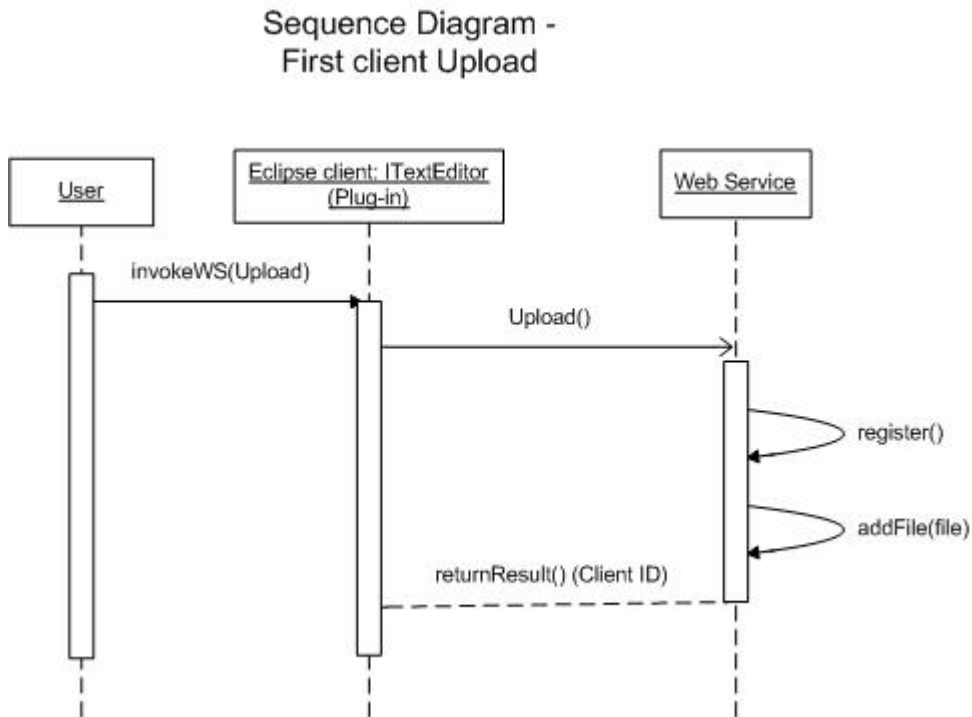 Sequence Diagram -
First client Upload
User
Eclipse client: ITextEditor
(Plug-in)
Web Service
invokeWS(Upload)
Upload()
register()
addFile(file)
returnResult() (Client ID)